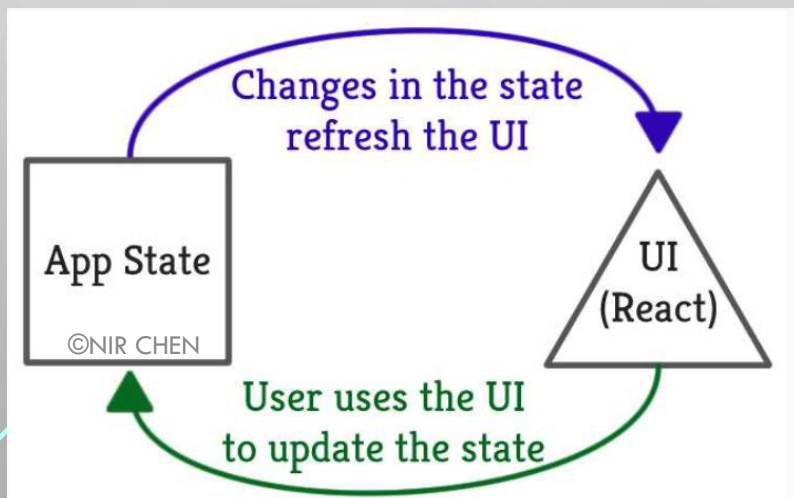 Changes in the state
refresh the UI
App State
UI
(React)
©NIR CHEN
User uses the UI
to update the state